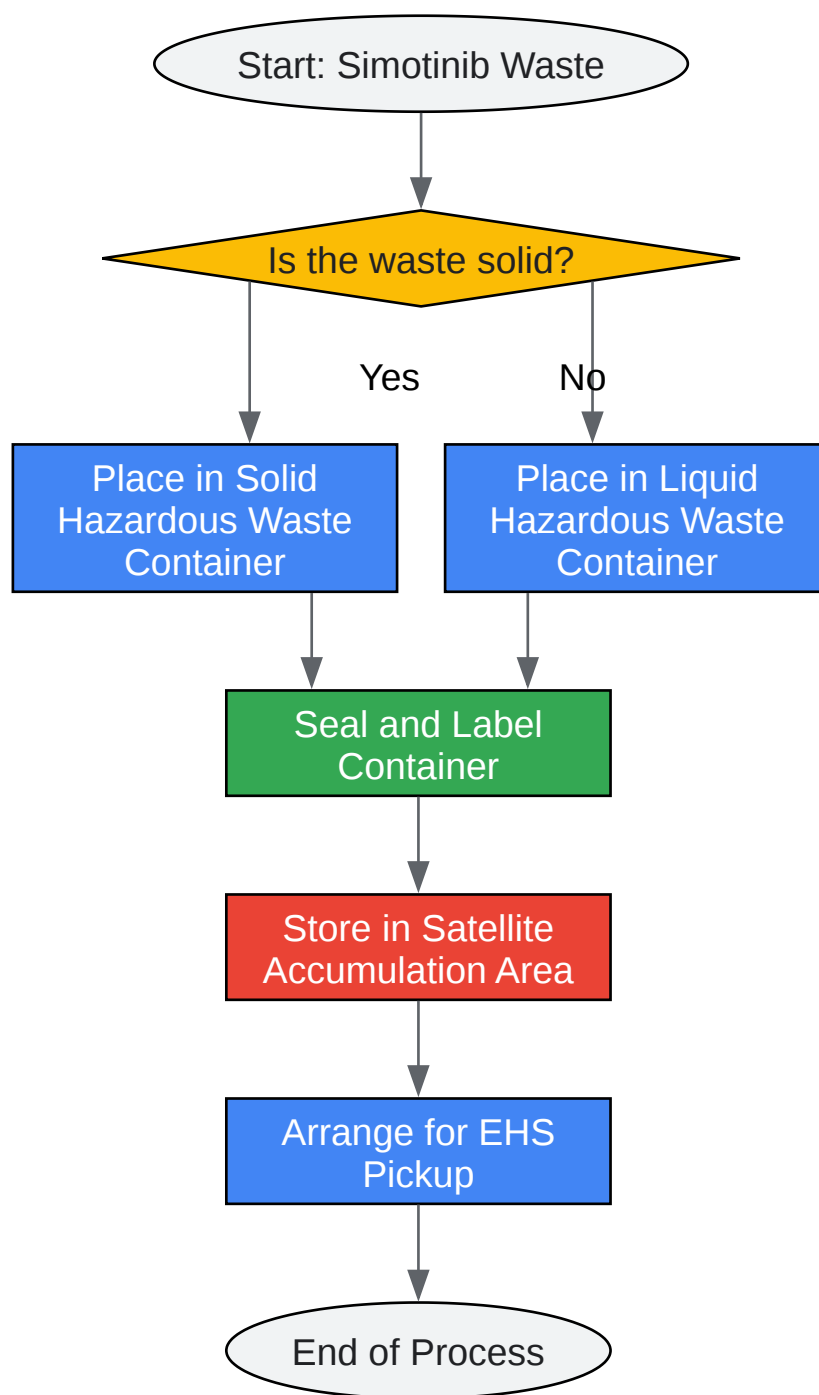 Start: Simotinib Waste
Is the waste solid?
Yes
No
Place in Solid
Hazardous Waste
Container
Place in Liquid
Hazardous Waste
Container
Seal and Label
Container
Store in Satellite
Accumulation Area
Arrange for EHS
Pickup
End of Process